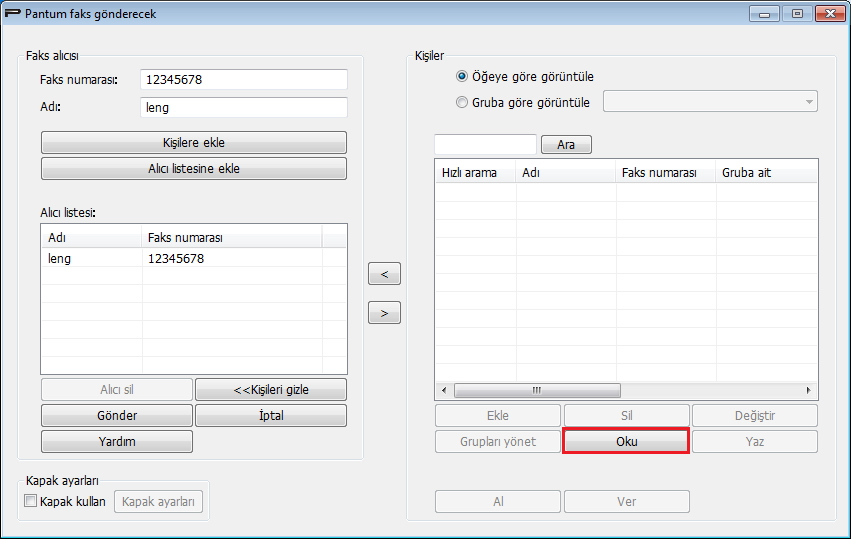 Pantum faks gönderecek
Faks alıcısı
Faks numarası: 12345678
Adı: leng
Kişilere ekle
Alıcı listesine ekle
Alıcı listesi:
Adı Faks numarası
leng 12345678
Alıcı sil <<Kişileri gizle
Gönder İptal
Yardım
Kapak ayarları
Kapak kullan Kapak ayarları
<
>
Kişiler
Öğeye göre görüntüle
Gruba göre görüntüle
Ara
Hızlı arama Adı Faks numarası Gruba ait
Ekle Sil Değiştir
Grupları yönet Oku Yaz
Al Ver